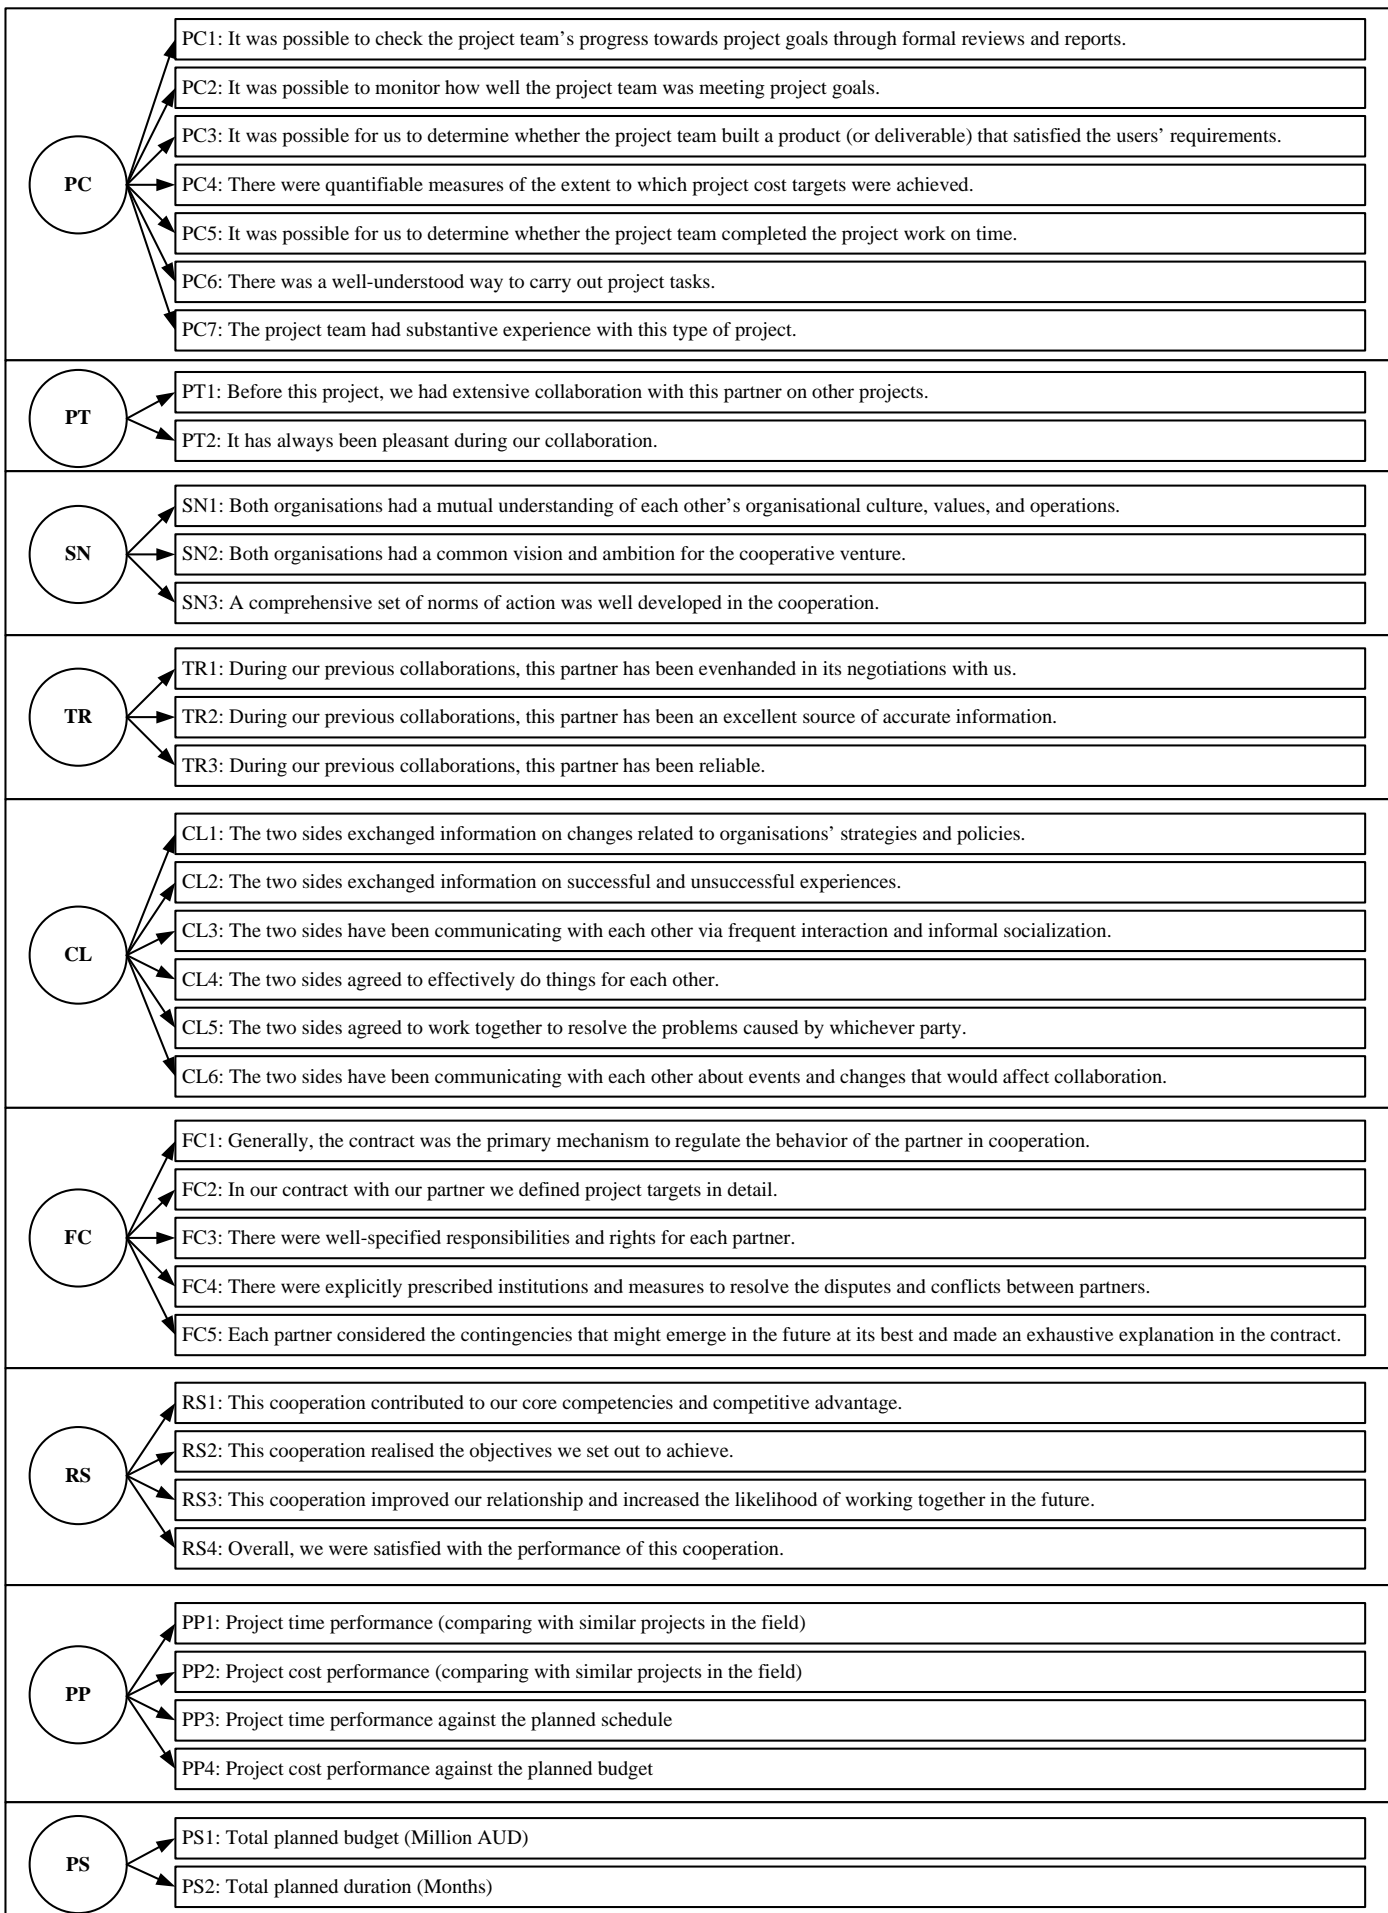 PC
PC1: It was possible to check the project team’s progress towards project goals through formal reviews and reports.
PC2: It was possible to monitor how well the project team was meeting project goals.
PC3: It was possible for us to determine whether the project team built a product (or deliverable) that satisfied the users’ requirements.
PC4: There were quantifiable measures of the extent to which project cost targets were achieved.
PC5: It was possible for us to determine whether the project team completed the project work on time.
PC6: There was a well-understood way to carry out project tasks.
PC7: The project team had substantive experience with this type of project.
PT
PT1: Before this project, we had extensive collaboration with this partner on other projects.
PT2: It has always been pleasant during our collaboration.
SN
SN1: Both organisations had a mutual understanding of each other’s organisational culture, values, and operations.
SN2: Both organisations had a common vision and ambition for the cooperative venture.
SN3: A comprehensive set of norms of action was well developed in the cooperation.
TR
TR1: During our previous collaborations, this partner has been evenhanded in its negotiations with us.
TR2: During our previous collaborations, this partner has been an excellent source of accurate information.
TR3: During our previous collaborations, this partner has been reliable.
CL
CL1: The two sides exchanged information on changes related to organisations’ strategies and policies.
CL2: The two sides exchanged information on successful and unsuccessful experiences.
CL3: The two sides have been communicating with each other via frequent interaction and informal socialization.
CL4: The two sides agreed to effectively do things for each other.
CL5: The two sides agreed to work together to resolve the problems caused by whichever party.
CL6: The two sides have been communicating with each other about events and changes that would affect collaboration.
FC
FC1: Generally, the contract was the primary mechanism to regulate the behavior of the partner in cooperation.
FC2: In our contract with our partner we defined project targets in detail.
FC3: There were well-specified responsibilities and rights for each partner.
FC4: There were explicitly prescribed institutions and measures to resolve the disputes and conflicts between partners.
FC5: Each partner considered the contingencies that might emerge in the future at its best and made an exhaustive explanation in the contract.
RS
RS1: This cooperation contributed to our core competencies and competitive advantage.
RS2: This cooperation realised the objectives we set out to achieve.
RS3: This cooperation improved our relationship and increased the likelihood of working together in the future.
RS4: Overall, we were satisfied with the performance of this cooperation.
PP
PP1: Project time performance (comparing with similar projects in the field)
PP2: Project cost performance (comparing with similar projects in the field)
PP3: Project time performance against the planned schedule
PP4: Project cost performance against the planned budget
PS
PS1: Total planned budget (Million AUD)
PS2: Total planned duration (Months)